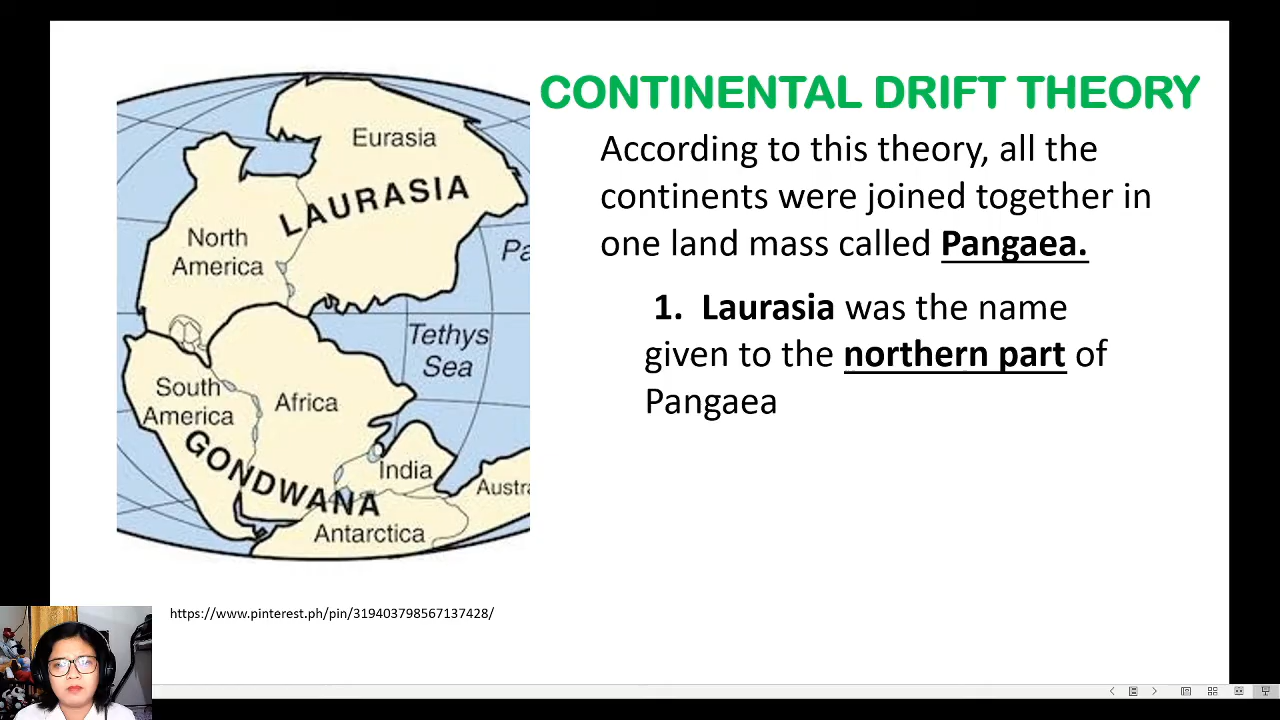 CONTINENTAL DRIFT THEORY
According to this theory, all the
continents were joined together in
one land mass called Pangaea.
1. Laurasia was the name
given to the northern part of
Pangaea
Eurasia
LAURASIA
North
America
Pa
Tethys
Sea
South
America
Africa
GONDWANA
India
Austra
Antarctica
https://www.pinterest.ph/pin/319403798567137428/